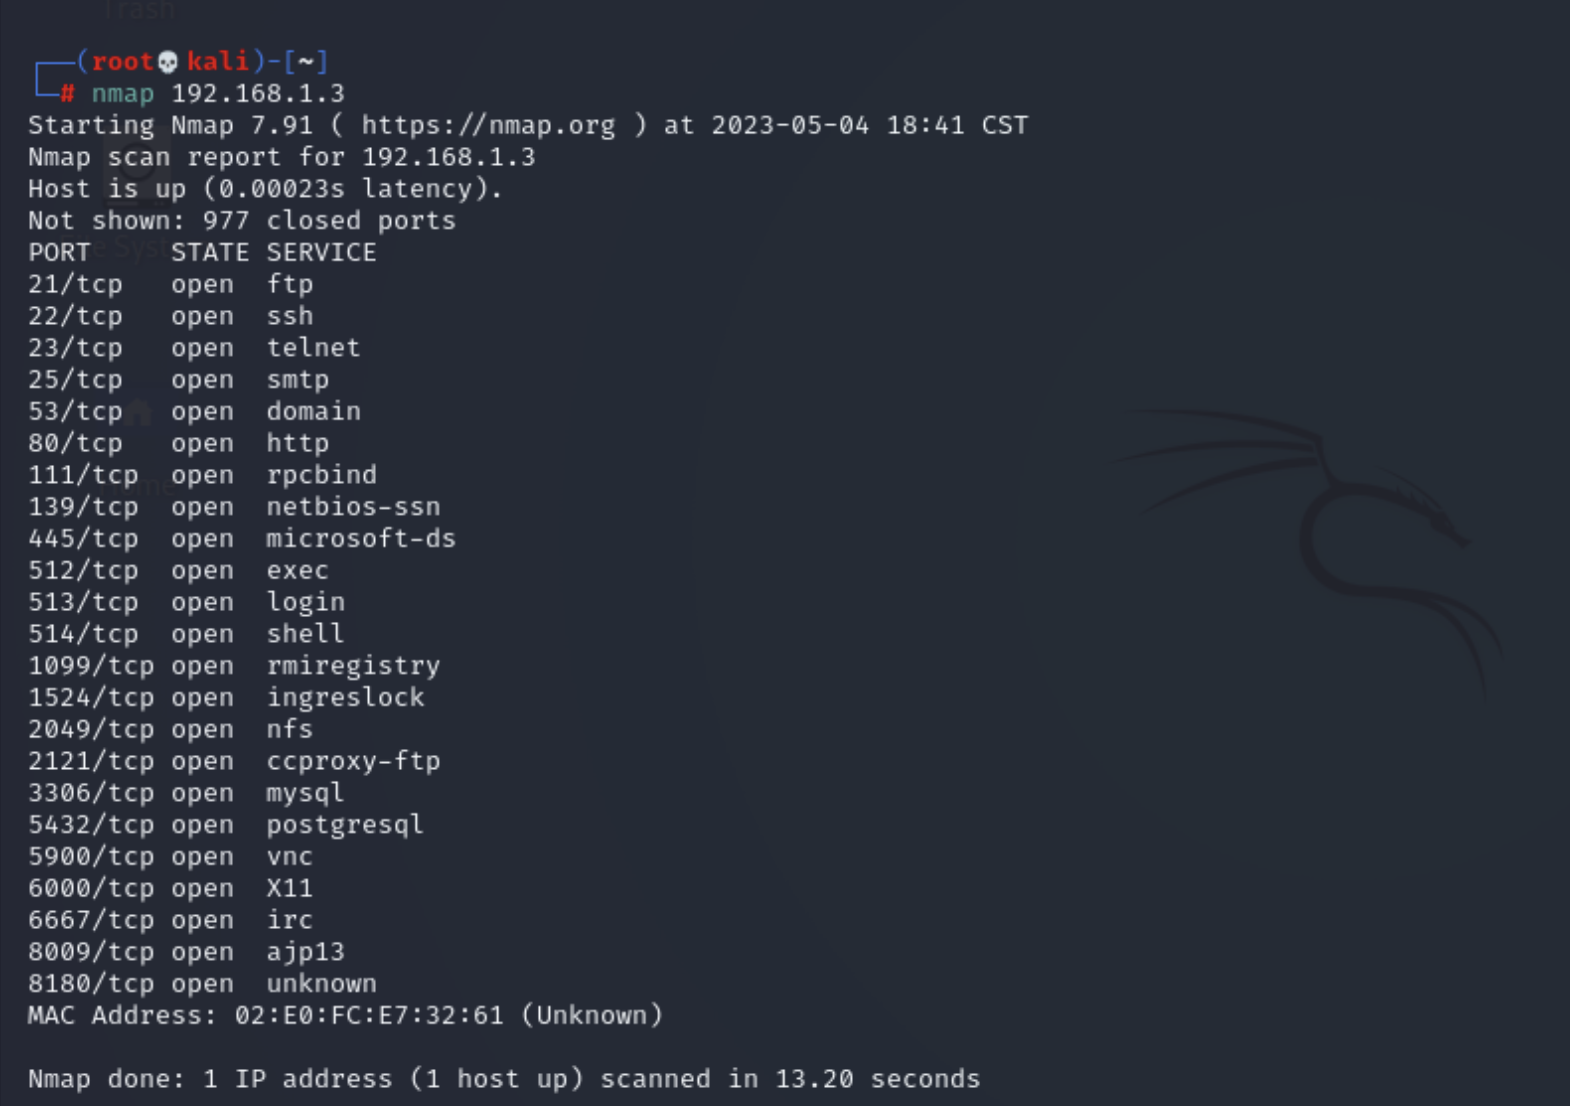 Trash
┌──(root💀kali)-[~]
└─# nmap 192.168.1.3
Starting Nmap 7.91 ( https://nmap.org ) at 2023-05-04 18:41 CST
Nmap scan report for 192.168.1.3
Host is up (0.00023s latency).
Not shown: 977 closed ports
PORT     STATE SERVICE
21/tcp   open  ftp
22/tcp   open  ssh
23/tcp   open  telnet
25/tcp   open  smtp
53/tcp   open  domain
80/tcp   open  http
111/tcp  open  rpcbind
139/tcp  open  netbios-ssn
445/tcp  open  microsoft-ds
512/tcp  open  exec
513/tcp  open  login
514/tcp  open  shell
1099/tcp open  rmiregistry
1524/tcp open  ingreslock
2049/tcp open  nfs
2121/tcp open  ccproxy-ftp
3306/tcp open  mysql
5432/tcp open  postgresql
5900/tcp open  vnc
6000/tcp open  X11
6667/tcp open  irc
8009/tcp open  ajp13
8180/tcp open  unknown
MAC Address: 02:E0:FC:E7:32:61 (Unknown)
Nmap done: 1 IP address (1 host up) scanned in 13.20 seconds